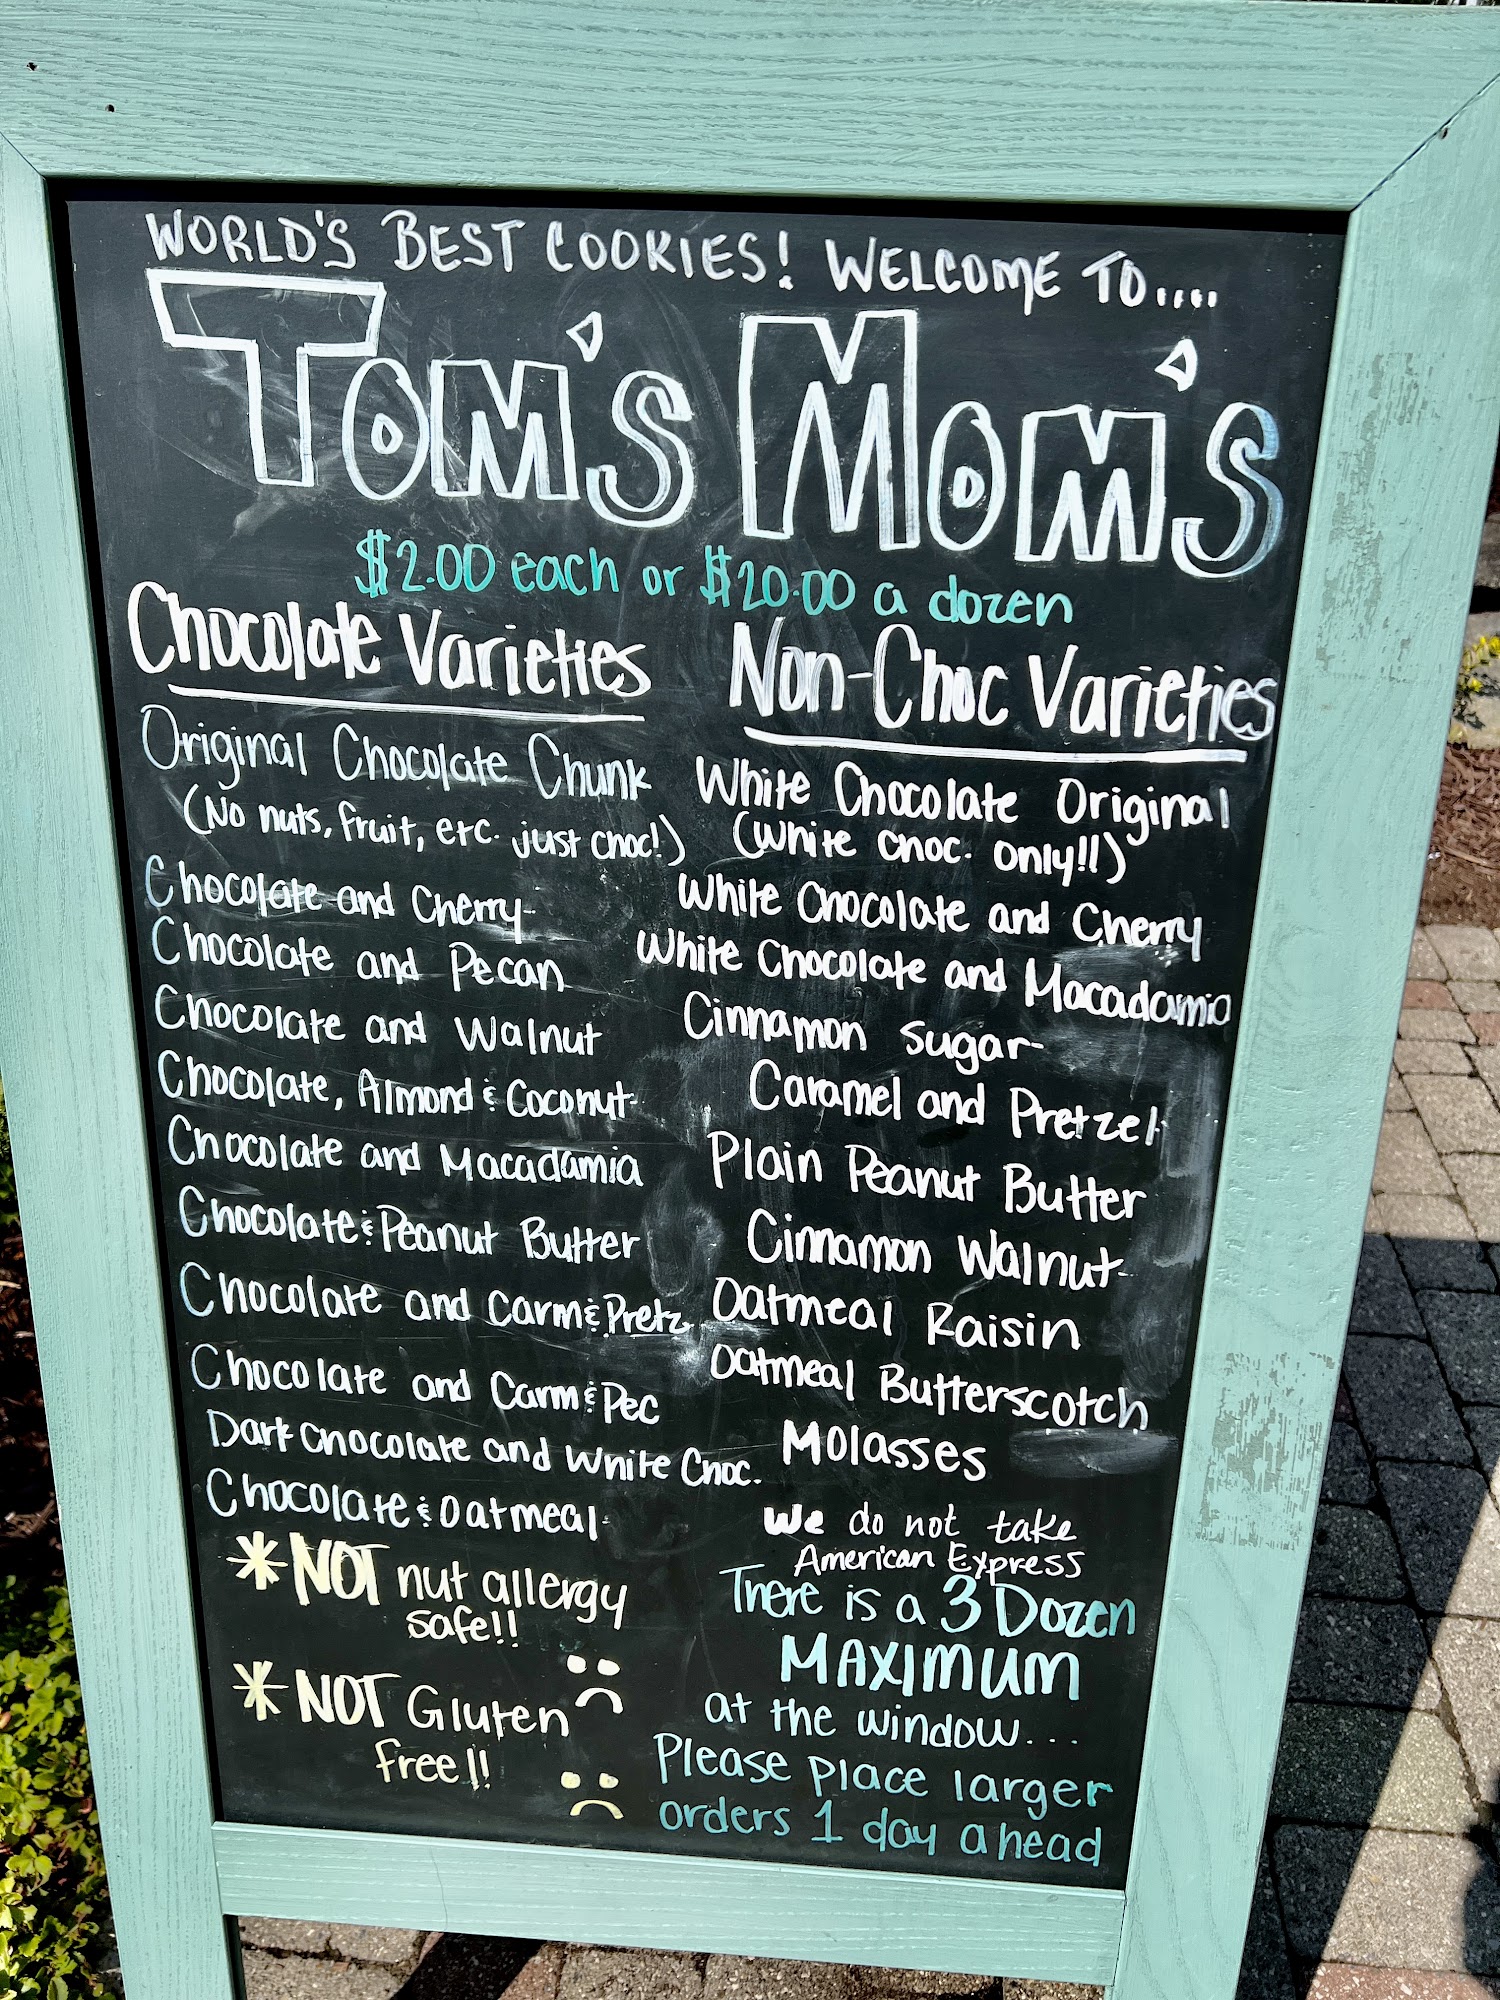 WORLD'S BEST COOKIES! WELCOME TO.....
TOM'S MOM'S
$2.00 each or $20.00 a dozen
Chocolate Varieties
Original Chocolate Chunk
(No nuts, fruit, etc. just choc!)
Chocolate and Cherry
Chocolate and Pecan
Chocolate and Walnut
Chocolate, Almond & Coconut
Chocolate and Macadamia
Chocolate & Peanut Butter
Chocolate and Carm & Pretz
Chocolate and Carm & Pec
Dark Chocolate and White Choc.
Chocolate & Oatmeal
*NOT nut allergy
safe!!
*NOT Gluten
free!!
Non-Choc Varieties
White Chocolate Original
(White choc. only!!)
White Chocolate and Cherry
White Chocolate and Macadamia
Cinnamon Sugar
Caramel and Pretzel
Plain Peanut Butter
Cinnamon Walnut
Oatmeal Raisin
Oatmeal Butterscotch
Molasses
We do not take
American Express
There is a 3 Dozen
MAXIMUM
at the window...
Please place larger
orders 1 day ahead